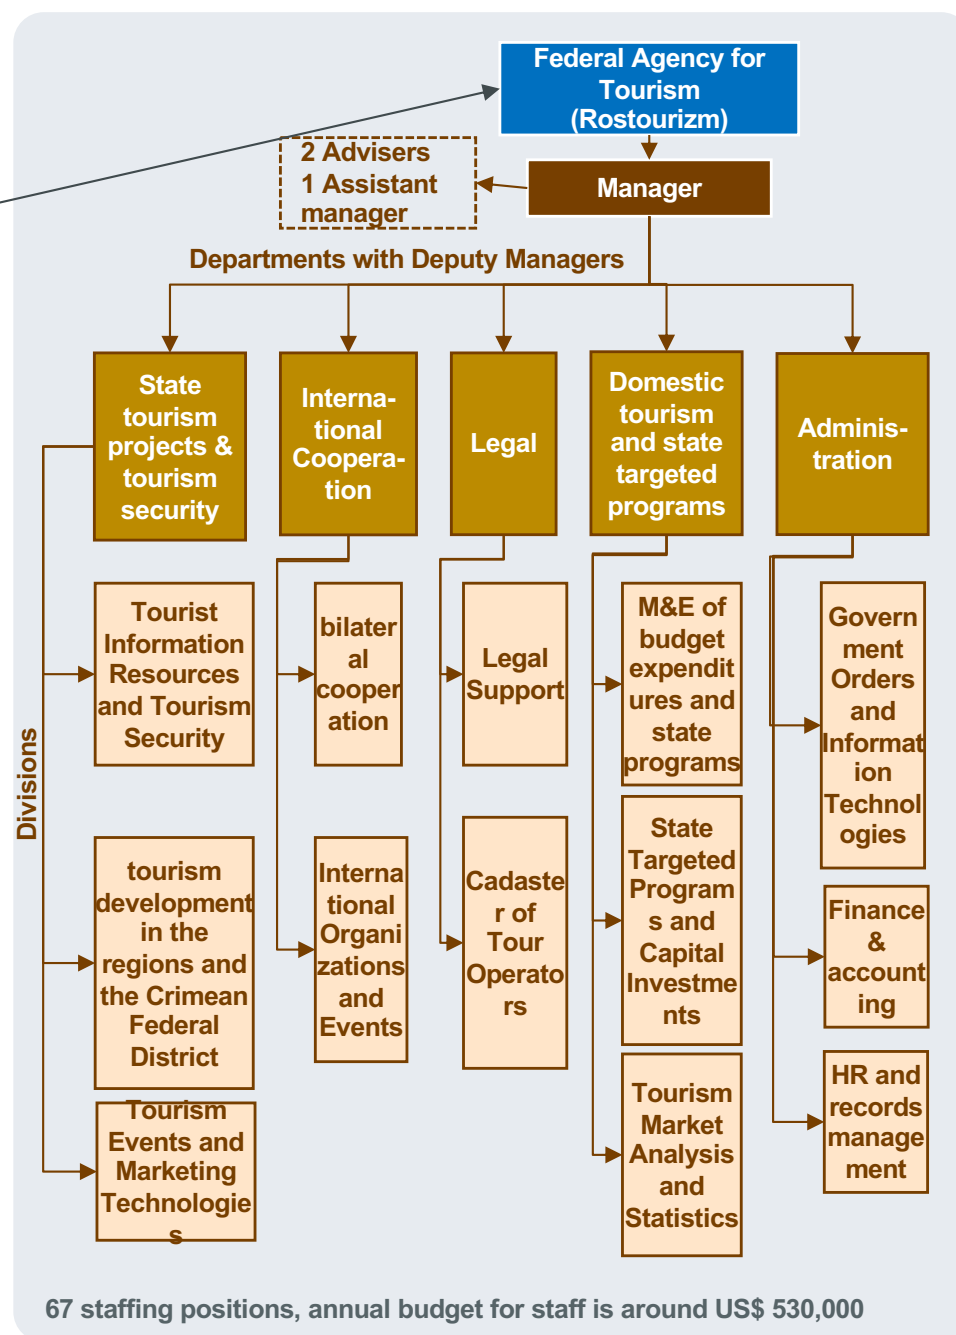 Federal Agency for
Tourism
(Rostourizm)
2 Advisers
1 Assistant
manager
Manager
Departments with Deputy Managers
State
tourism
projects &
tourism
security
Interna-
tional
Coopera-
tion
Legal
Domestic
tourism
and state
targeted
programs
Adminis-
tration
Divisions
Tourist
Information
Resources
and Tourism
Security
tourism
development
in the
regions and
the Crimean
Federal
District
Tourism
Events and
Marketing
Technologie
s
bilater
al
cooper
ation
Interna
tional
Organi
zations
and
Events
Legal
Support
Cadaste
r of
Tour
Operato
rs
M&E of
budget
expendit
ures and
state
programs
State
Targeted
Program
s and
Capital
Investme
nts
Tourism
Market
Analysis
and
Statistics
Govern
ment
Orders
and
Informat
ion
Technol
ogies
Finance
&
account
ing
HR and
records
manage
ment
67 staffing positions, annual budget for staff is around US$ 530,000